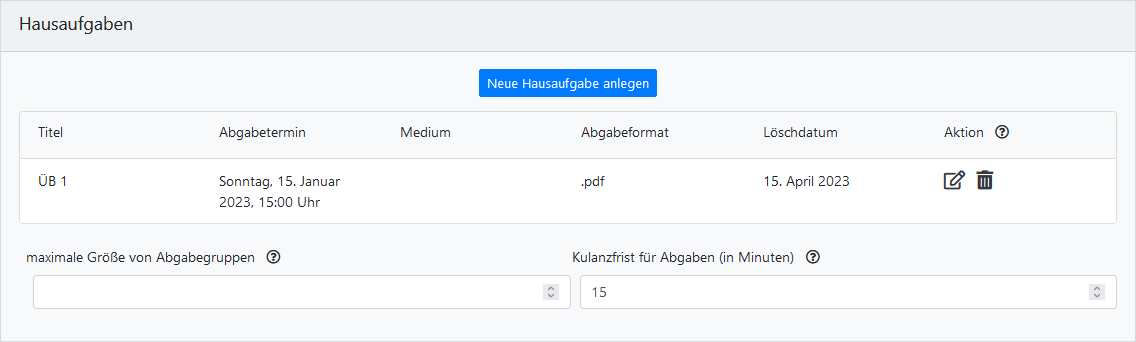 Hausaufgaben
Neue Hausaufgabe anlegen
Titel Abgabetermin Medium Abgabeformat Löschdatum Aktion
ÜB 1 Sonntag, 15. Januar .pdf 15. April 2023
2023, 15:00 Uhr
maximale Größe von Abgabegruppen Kulanzfrist für Abgaben (in Minuten)
15